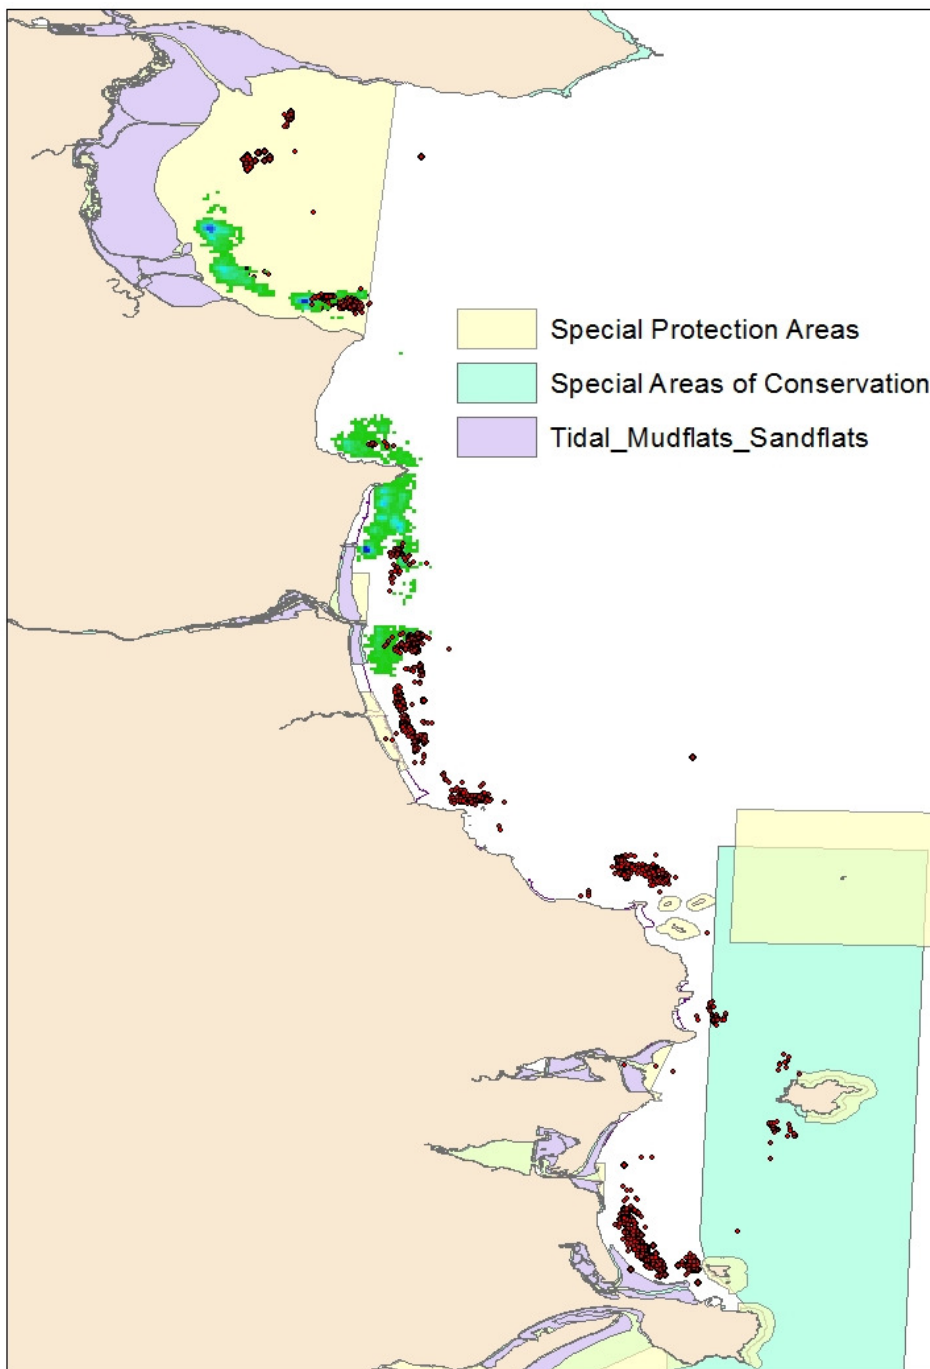 Special Protection Areas
Special Areas of Conservation
Tidal_Mudflats_Sandflats